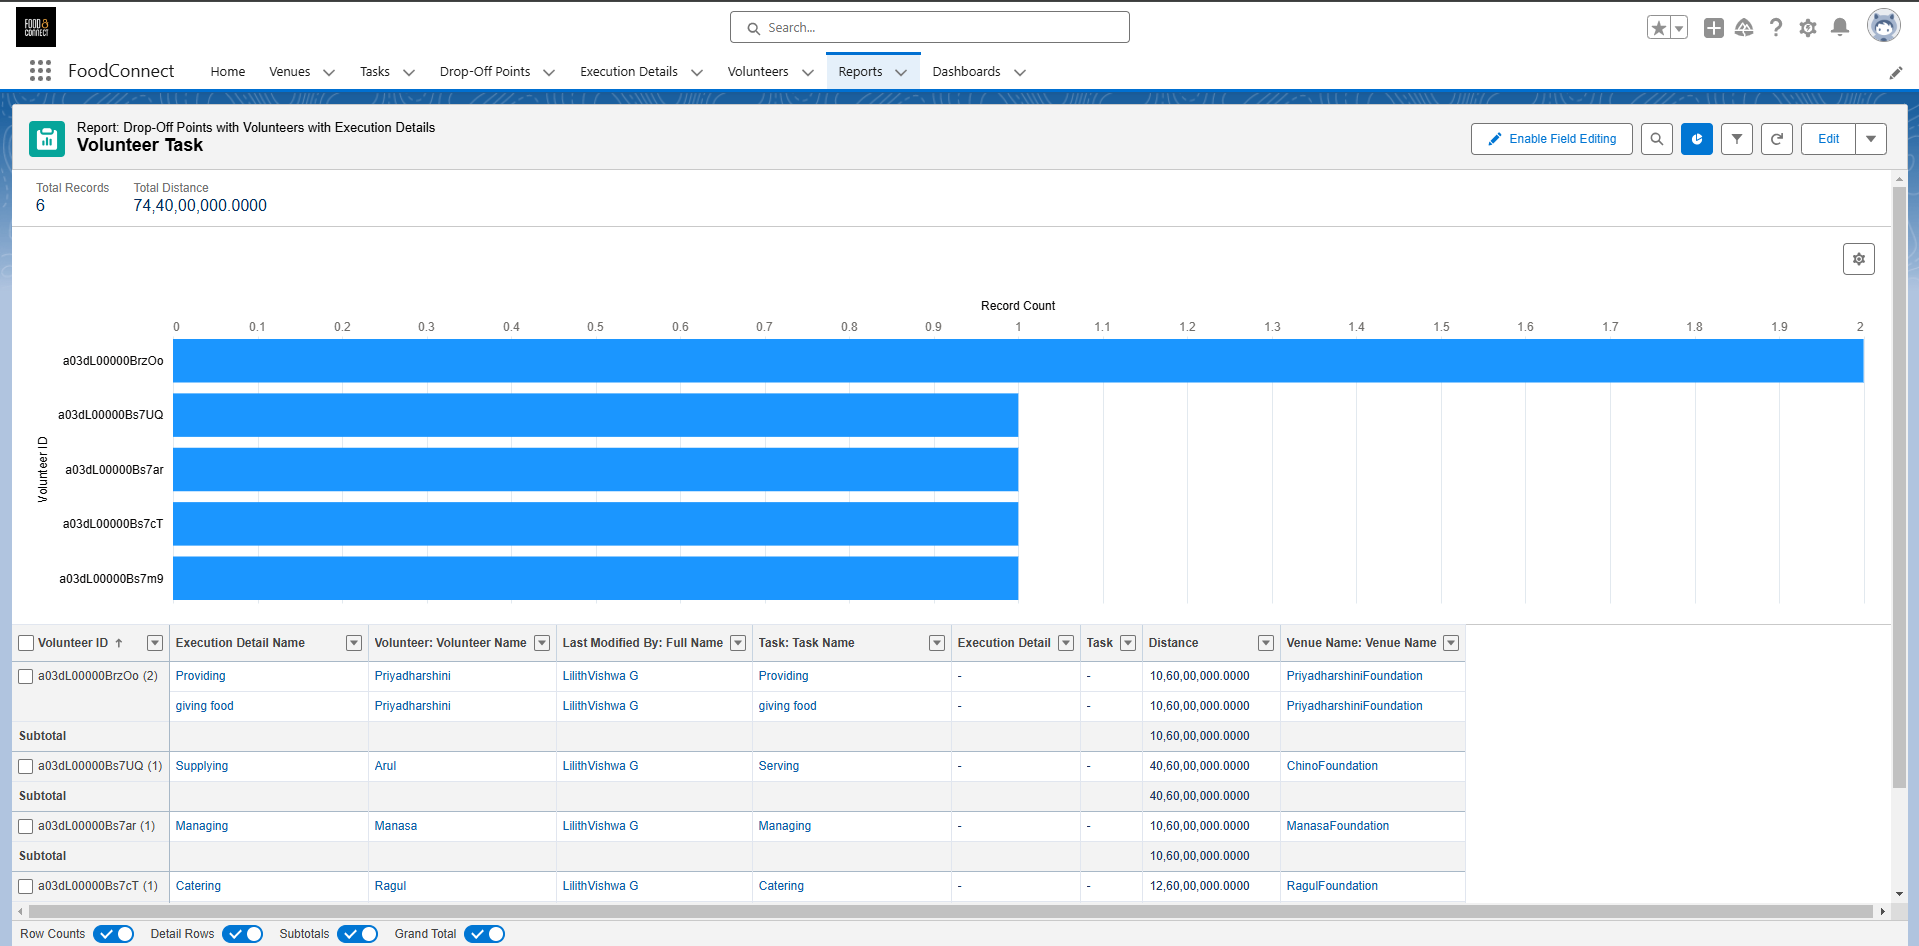 FOOD &
CONNECT
Search...
FoodConnect
Home
Venues
Tasks
Drop-Off Points
Execution Details
Volunteers
Reports
Dashboards
Report: Drop-Off Points with Volunteers with Execution Details
Volunteer Task
Enable Field Editing
Edit
Total Records
6
Total Distance
74,40,00,000.0000
Record Count
0 0.1 0.2 0.3 0.4 0.5 0.6 0.7 0.8 0.9 1 1.1 1.2 1.3 1.4 1.5 1.6 1.7 1.8 1.9 2
Volunteer ID
a03dL00000BrzOo
a03dL00000Bs7UQ
a03dL00000Bs7ar
a03dL00000Bs7cT
a03dL00000Bs7m9
Volunteer ID ↑ Execution Detail Name Volunteer: Volunteer Name Last Modified By: Full Name Task: Task Name Execution Detail Task Distance Venue Name: Venue Name
a03dL00000BrzOo (2) Providing Priyadharshini LilithVishwa G Providing - - 10,60,00,000.0000 PriyadharshiniFoundation
giving food Priyadharshini LilithVishwa G giving food - - 10,60,00,000.0000 PriyadharshiniFoundation
Subtotal 10,60,00,000.0000
a03dL00000Bs7UQ (1) Supplying Arul LilithVishwa G Serving - - 40,60,00,000.0000 ChinoFoundation
Subtotal 40,60,00,000.0000
a03dL00000Bs7ar (1) Managing Manasa LilithVishwa G Managing - - 10,60,00,000.0000 ManasaFoundation
Subtotal 10,60,00,000.0000
a03dL00000Bs7cT (1) Catering Ragul LilithVishwa G Catering - - 12,60,00,000.0000 RagulFoundation
Row Counts Detail Rows Subtotals Grand Total